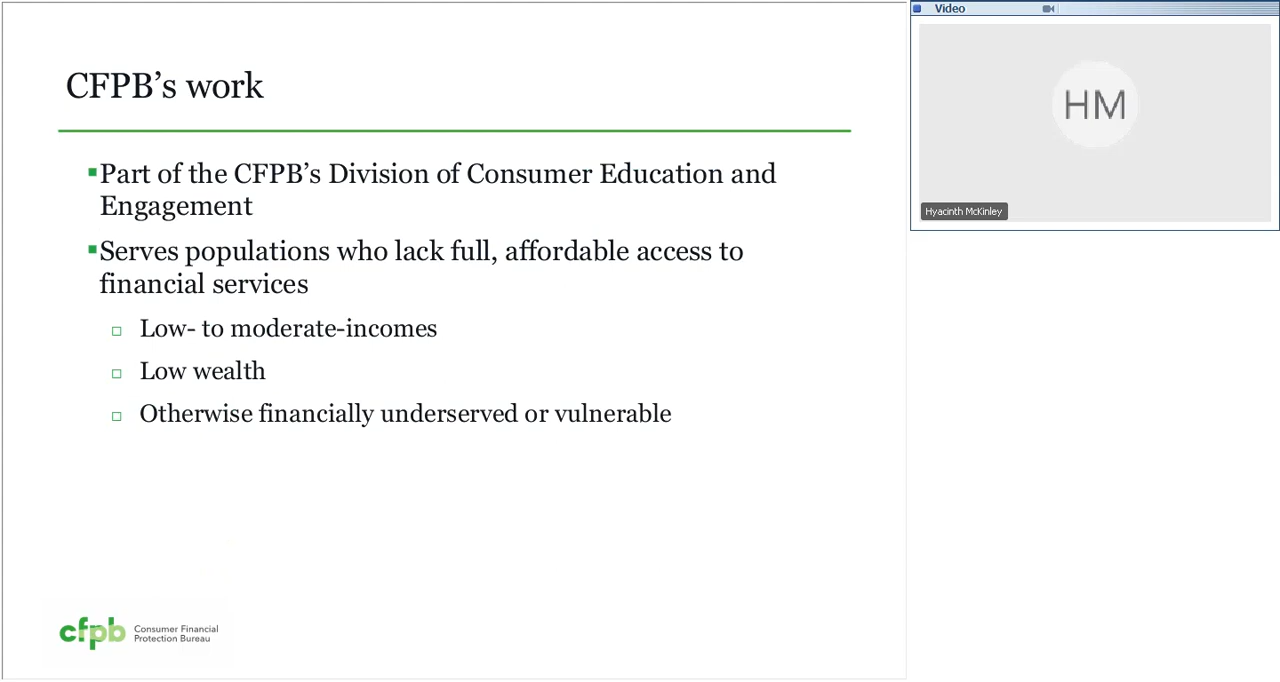 CFPB’s work
▪Part of the CFPB’s Division of Consumer Education and
Engagement
▪Serves populations who lack full, affordable access to
financial services
▫ Low- to moderate-incomes
▫ Low wealth
▫ Otherwise financially underserved or vulnerable
cfpb Consumer Financial
Protection Bureau
Video
HM
Hyacinth McKinley